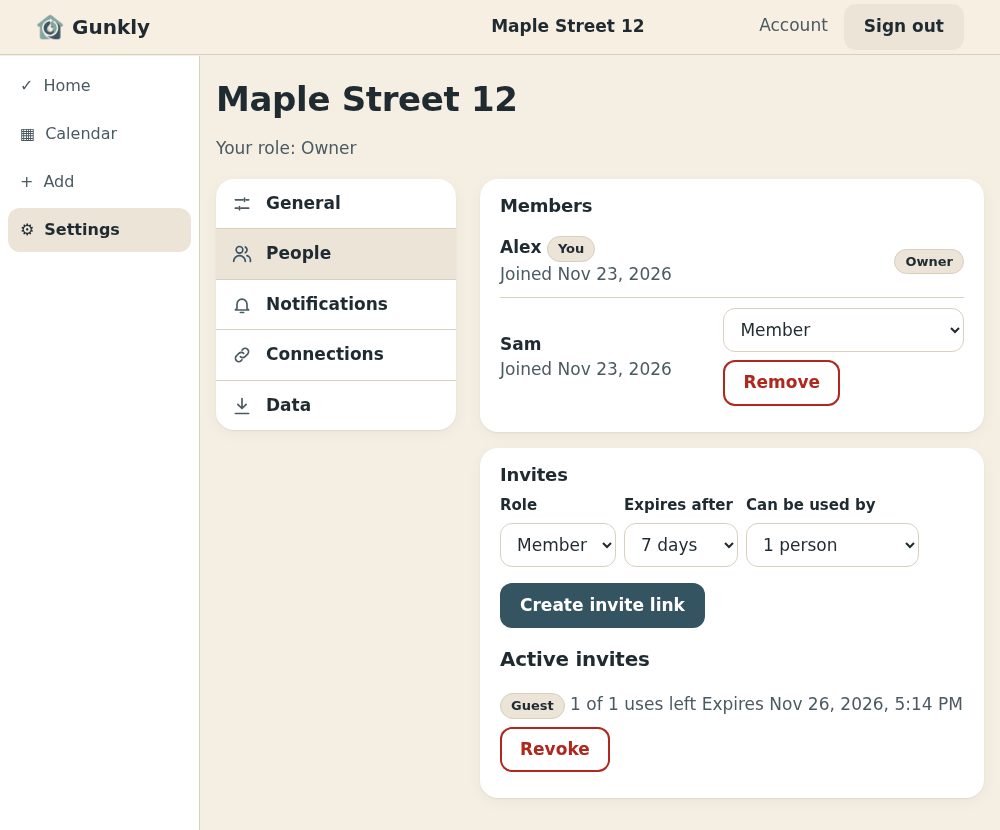 Gunkly
Maple Street 12
Account
Sign out
✓ Home
▦ Calendar
+ Add
⚙ Settings
Maple Street 12
Your role: Owner
General
People
Notifications
Connections
Data
Members
Alex You
Joined Nov 23, 2026
Owner
Sam
Joined Nov 23, 2026
Member
Remove
Invites
Role Expires after Can be used by
Member 7 days 1 person
Create invite link
Active invites
Guest 1 of 1 uses left Expires Nov 26, 2026, 5:14 PM
Revoke